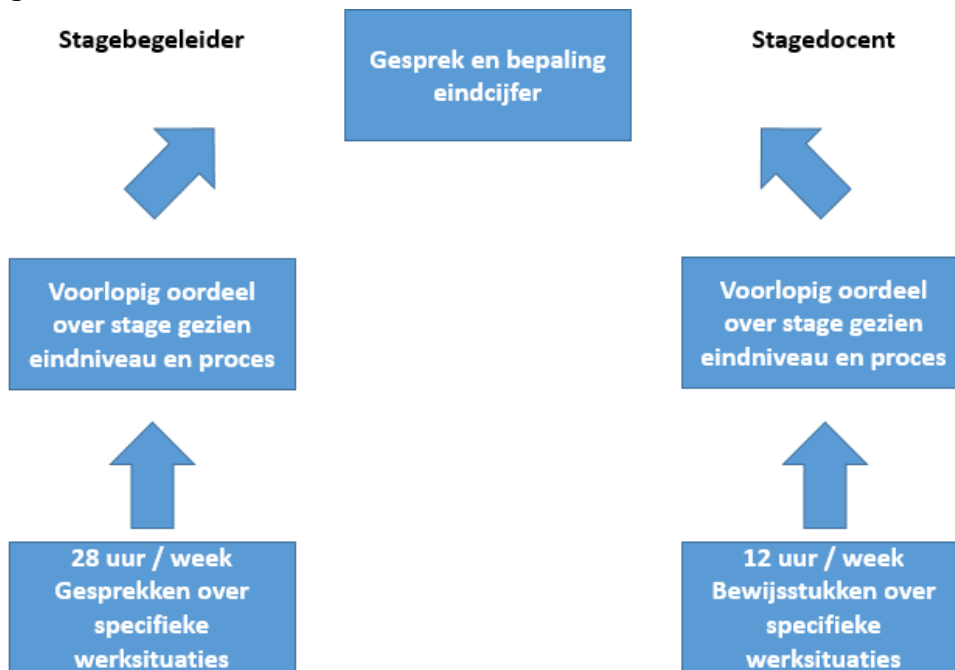 Stagebegeleider
Gesprek en bepaling
eindcijfer
Stagedocent
Voorlopig oordeel
over stage gezien
eindniveau en proces
Voorlopig oordeel
over stage gezien
eindniveau en proces
28 uur / week
Gesprekken over
specifieke
werksituaties
12 uur / week
Bewijsstukken over
specifieke
werksituaties